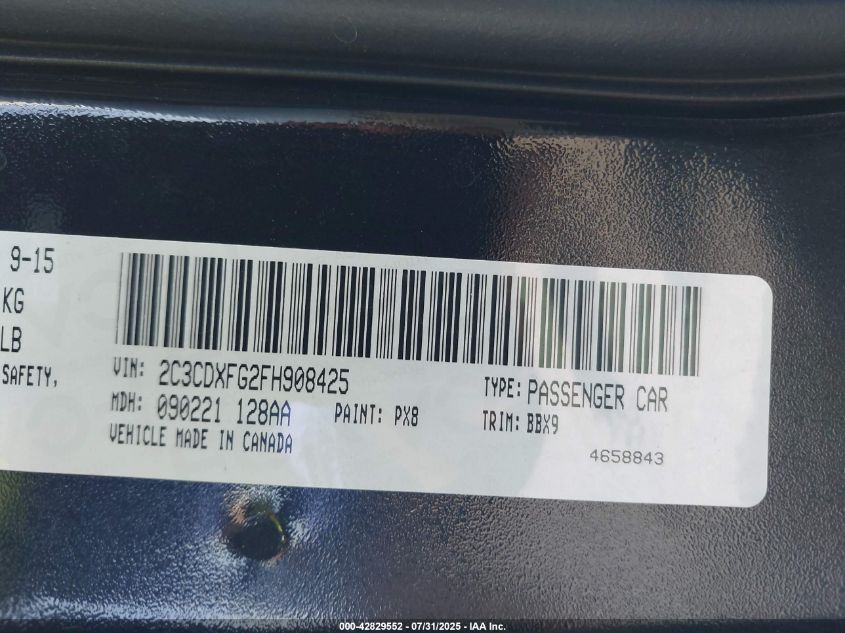 9-15
KG
LB
SAFETY,
VIN: 2C3CDXFG2FH908425
TYPE: PASSENGER CAR
MDH: 090221 128AA
PAINT: PX8
TRIM: BBX9
VEHICLE MADE IN CANADA
4658843
000-42829552 - 07/31/2025 - IAA Inc.